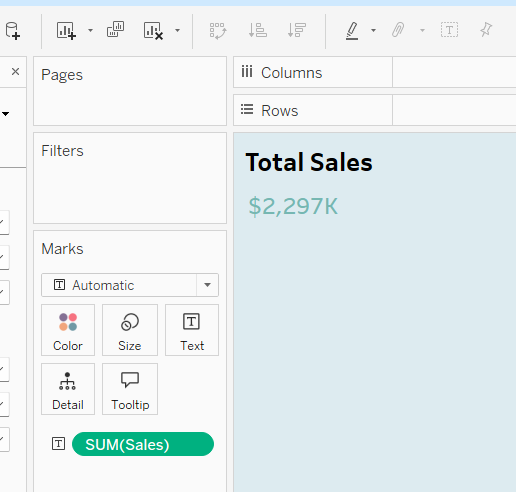 Pages
Columns
Rows
Filters
Total Sales
$2,297K
Marks
Automatic
Color
Size
Text
Detail
Tooltip
SUM(Sales)